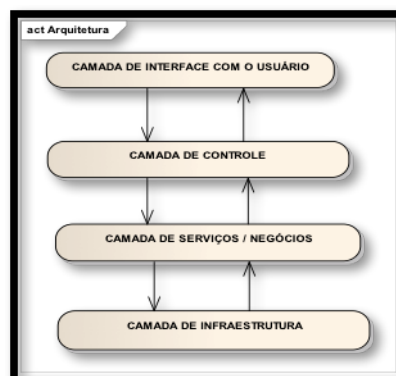 act Arquitetura
CAMADA DE INTERFACE COM O USUÁRIO
CAMADA DE CONTROLE
CAMADA DE SERVIÇOS / NEGÓCIOS
CAMADA DE INFRAESTRUTURA